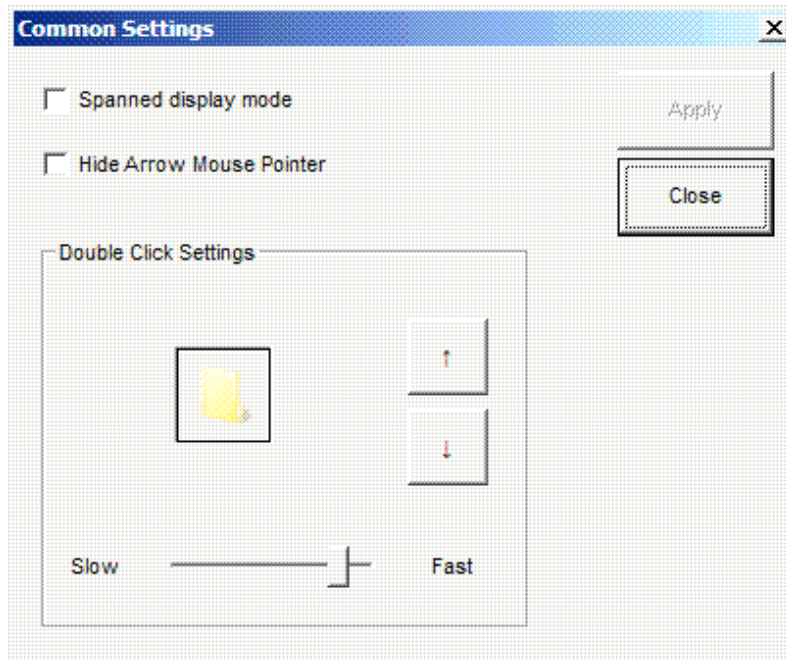 Common Settings
Spanned display mode
Apply
Hide Arrow Mouse Pointer
Close
Double Click Settings
↑
↓
Slow
Fast